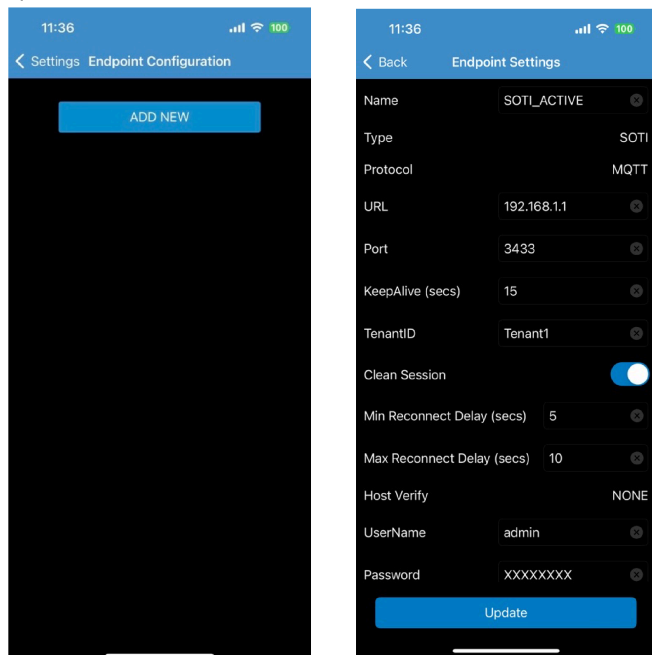 11:36 100
Settings Endpoint Configuration
ADD NEW
11:36 100
Back Endpoint Settings
Name SOTI_ACTIVE
Type SOTI
Protocol MQTT
URL 192.168.1.1
Port 3433
KeepAlive (secs) 15
TenantID Tenant1
Clean Session
Min Reconnect Delay (secs) 5
Max Reconnect Delay (secs) 10
Host Verify NONE
UserName admin
Password XXXXXXXX
Update